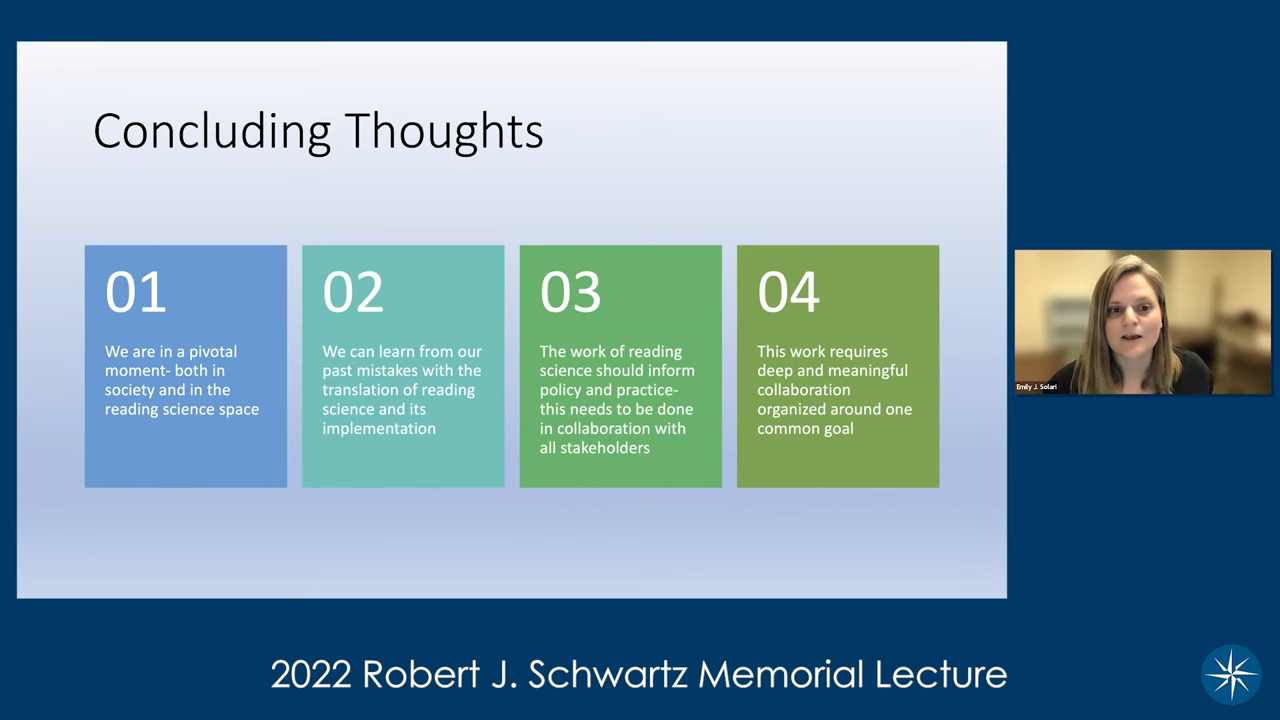 Concluding Thoughts
01
We are in a pivotal
moment- both in
society and in the
reading science space
02
We can learn from our
past mistakes with the
translation of reading
science and its
implementation
03
The work of reading
science should inform
policy and practice-
this needs to be done
in collaboration with
all stakeholders
04
This work requires
deep and meaningful
collaboration
organized around one
common goal
Emily J. Solari
2022 Robert J. Schwartz Memorial Lecture